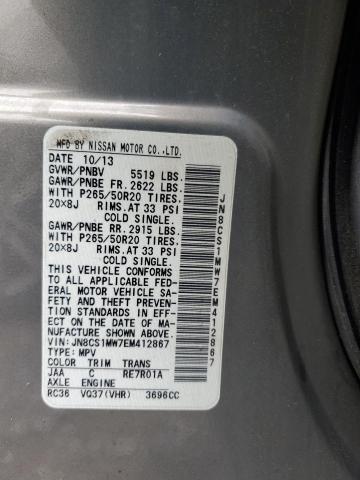 MFD BY NISSAN MOTOR CO.,LTD.
DATE 10/13
GVWR/PNBV 5519 LBS.
GAWR/PNBE FR. 2622 LBS.
WITH P265/50R20 TIRES.
20×8J RIMS.AT 33 PSI
COLD SINGLE.
GAWR/PNBE RR. 2915 LBS.
WITH P265/50R20 TIRES.
20×8J RIMS.AT 33 PSI
COLD SINGLE.
THIS VEHICLE CONFORMS
TO ALL APPLICABLE FED-
ERAL MOTOR VEHICLE SA-
FETY AND THEFT PREVEN-
TION STANDARDS IN EFF-
ECT ON THE DATE OF MA-
NUFACTURE SHOWN ABOVE.
VIN: JN8CS1MW7EM412867
TYPE: MPV
COLOR TRIM TRANS
JAA C RE7R01A
AXLE ENGINE
RC36 VQ37(VHR) 3696CC
JN8CS1MW7EM412867